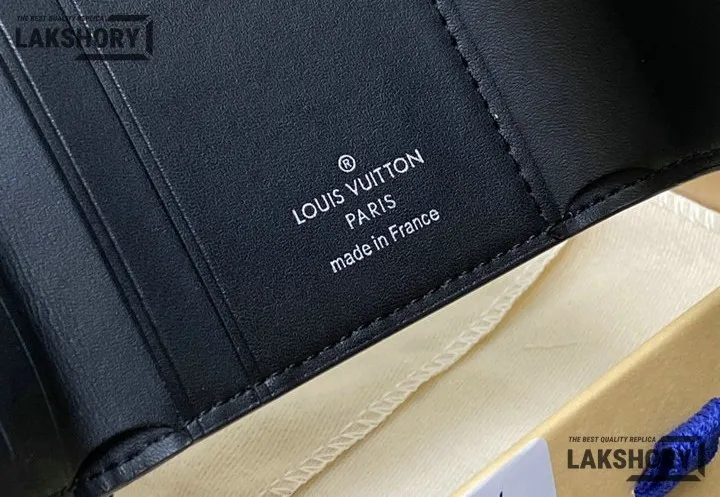 THE BEST QUALITY REPLICA
LAKSHORY
®
LOUIS VUITTON
PARIS
made in France
THE BEST QUALITY REPLICA
LAKSHORY